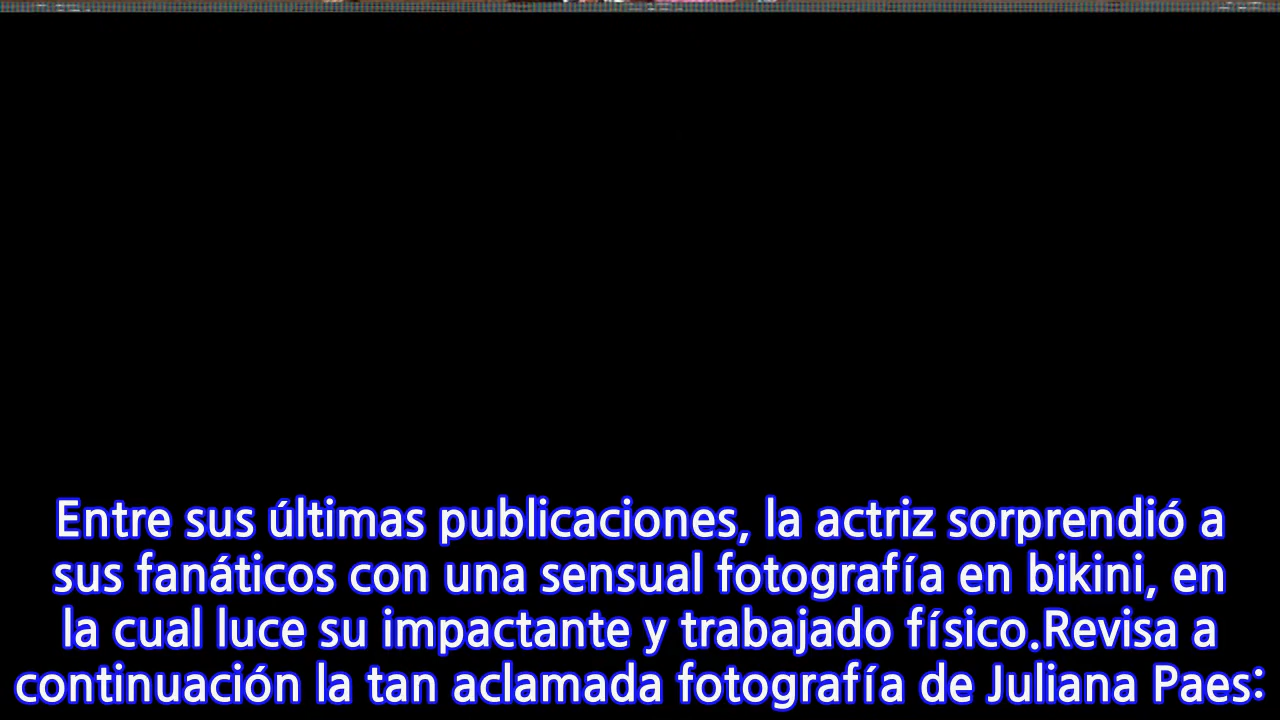 Entre sus últimas publicaciones, la actriz sorprendió a
sus fanáticos con una sensual fotografía en bikini, en
la cual luce su impactante y trabajado físico.Revisa a
continuación la tan aclamada fotografía de Juliana Paes: